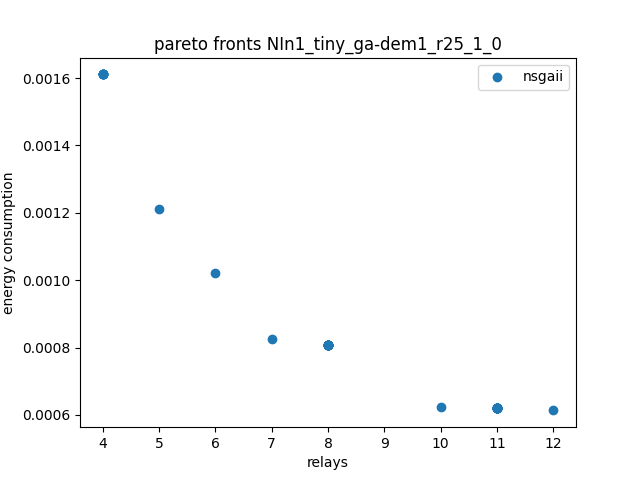 pareto fronts NIn1_tiny_ga-dem1_r25_1_0
nsgaii
energy consumption
0.0016
0.0014
0.0012
0.0010
0.0008
0.0006
4 5 6 7 8 9 10 11 12
relays